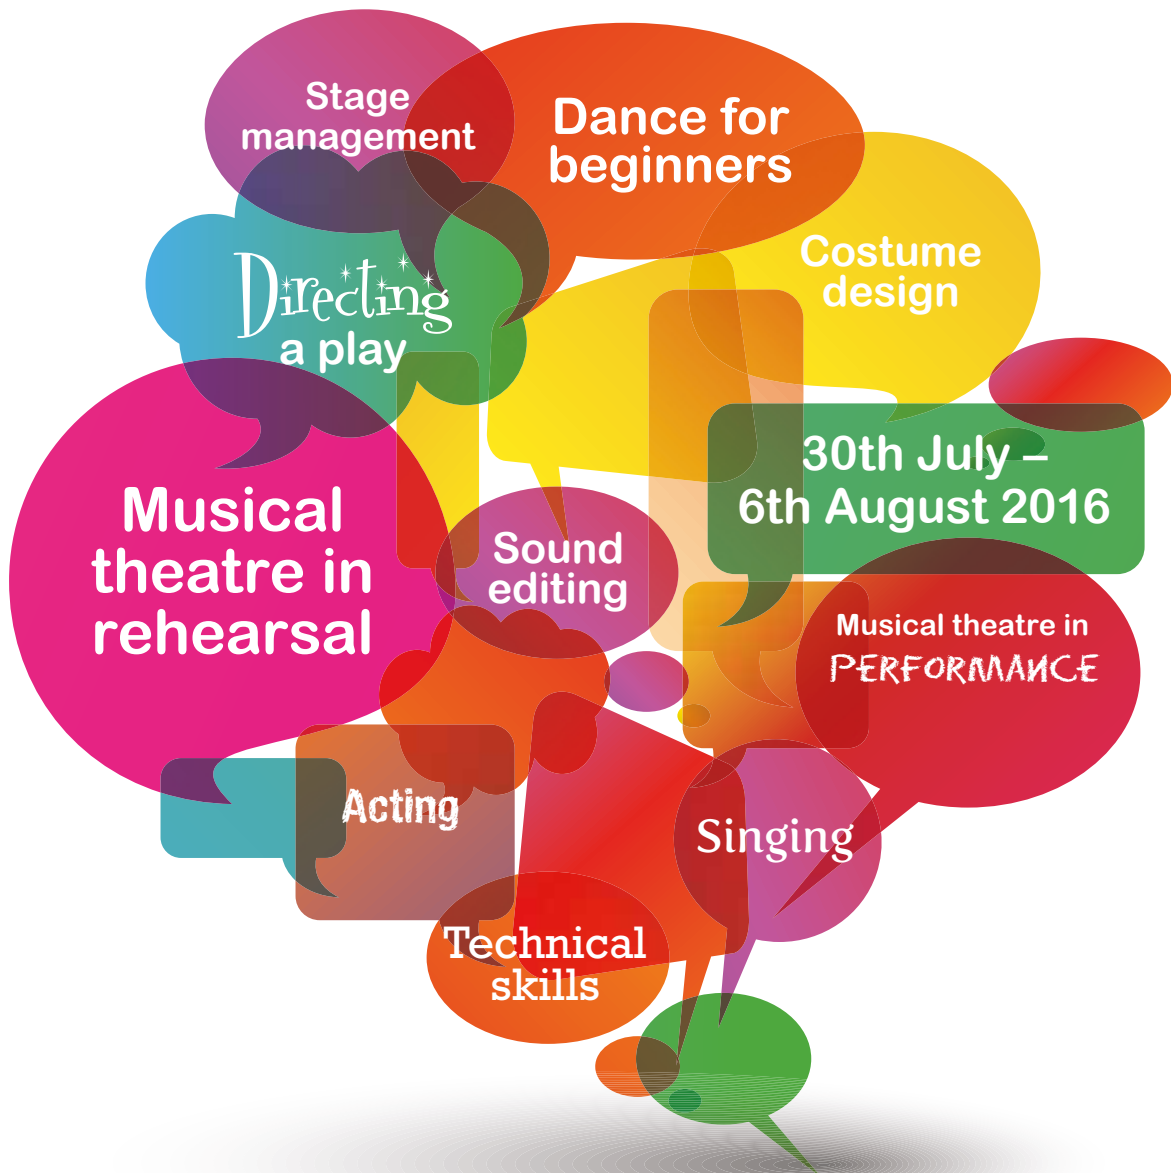 Stage
management
Dance for
beginners
Costume
design
Directing
a play
30th July –
6th August 2016
Musical
theatre in
rehearsal
Sound
editing
Musical theatre in
PERFORMANCE
Acting
Singing
Technical
skills